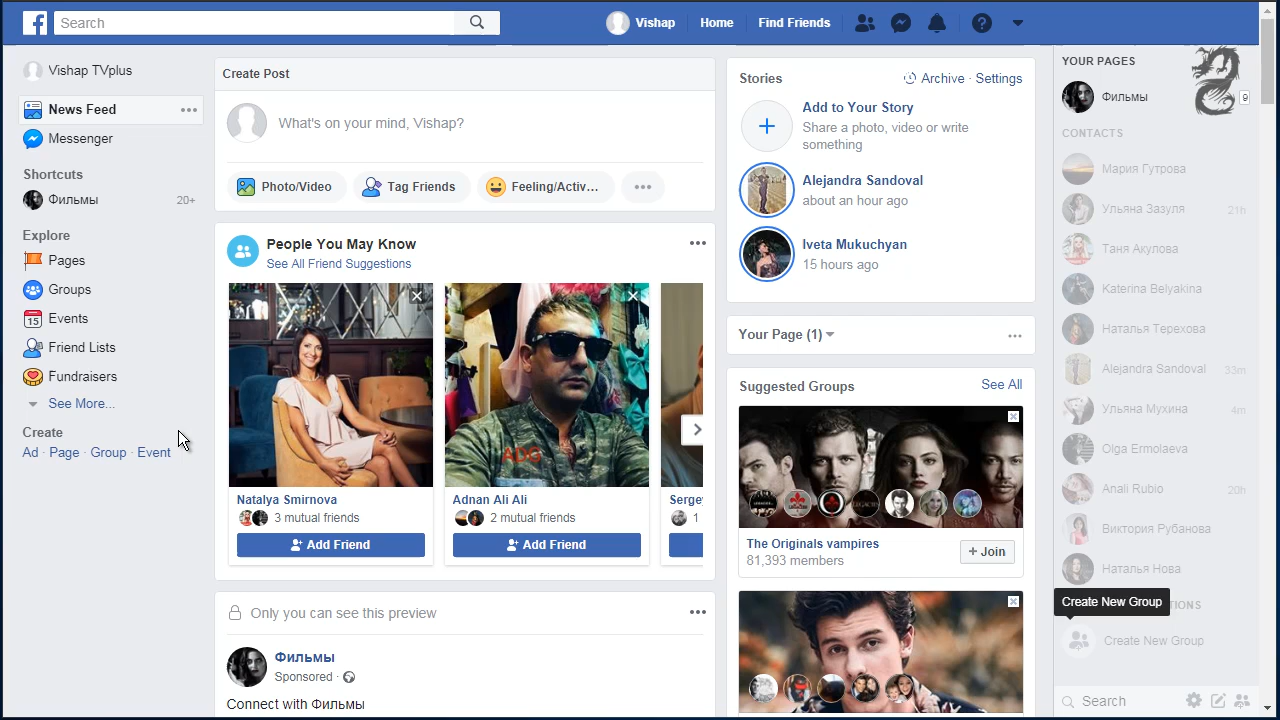 Search
Vishap
Home
Find Friends
Vishap TVplus
News Feed
Messenger
Shortcuts
Фильмы
20+
Explore
Pages
Groups
15
Events
Friend Lists
Fundraisers
See More...
Create
Ad · Page · Group · Event
Create Post
What's on your mind, Vishap?
Photo/Video
Tag Friends
Feeling/Activ...
People You May Know
See All Friend Suggestions
ADG
Natalya Smirnova
3 mutual friends
Add Friend
Adnan Ali Ali
2 mutual friends
Add Friend
Sergey
1
Only you can see this preview
Фильмы
Sponsored ·
Connect with Фильмы
Stories
Archive · Settings
Add to Your Story
Share a photo, video or write
something
Alejandra Sandoval
about an hour ago
Iveta Mukuchyan
15 hours ago
Your Page (1)
Suggested Groups
See All
The Originals vampires
81,393 members
+ Join
YOUR PAGES
Фильмы
9
CONTACTS
Мария Гутрова
Ульяна Зазуля
21h
Таня Акулова
Katerina Belyakina
Наталья Терехова
Alejandra Sandoval
33m
Ульяна Мухина
4m
Olga Ermolaeva
Anali Rubio
20h
Виктория Рубанова
Наталья Нова
Create New Group
TIONS
Create New Group
Search